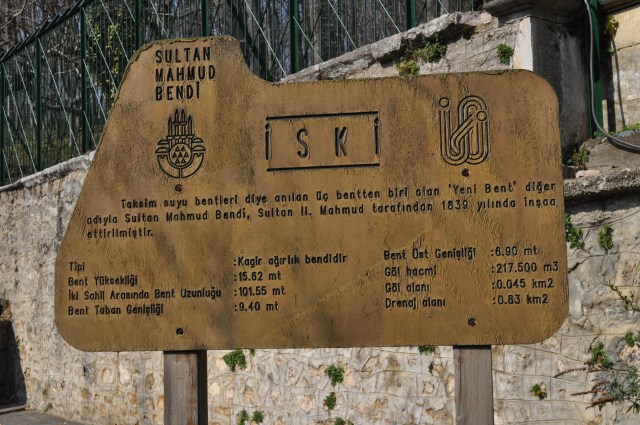 SULTAN
MAHMUD
BENDİ
İSKİ
Taksim suyu bentleri diye anılan üç bentten biri olan 'Yeni Bent' diğer
adıyla Sultan Mahmud Bendi, Sultan II. Mahmud tarafından 1839 yılında inşaa
ettirilmiştir.
Tipi :Kagir ağırlık bendidir
Bent Yüksekliği :15.62 mt
İki Sahil Arasında Bent Uzunluğu :101.55 mt
Bent Taban Genişliği :9.40 mt
Bent Üst Genişliği :6.90 mt
Göl hacmi :217.500 m3
Göl alanı :0.045 km2
Drenaj alanı :0.83 km2